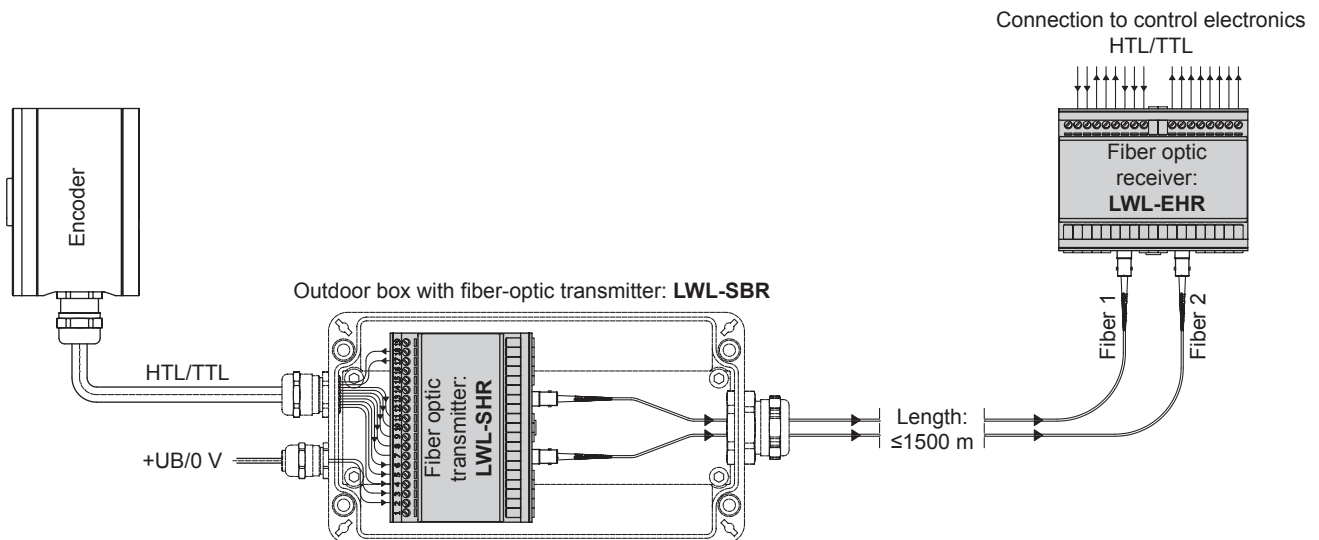 Connection to control electronics
HTL/TTL
Encoder
Fiber optic
receiver:
LWL-EHR
Outdoor box with fiber-optic transmitter: LWL-SBR
Fiber 1
Fiber 2
HTL/TTL
Fiber optic
transmitter:
LWL-SHR
Length:
≤1500 m
+UB/0 V